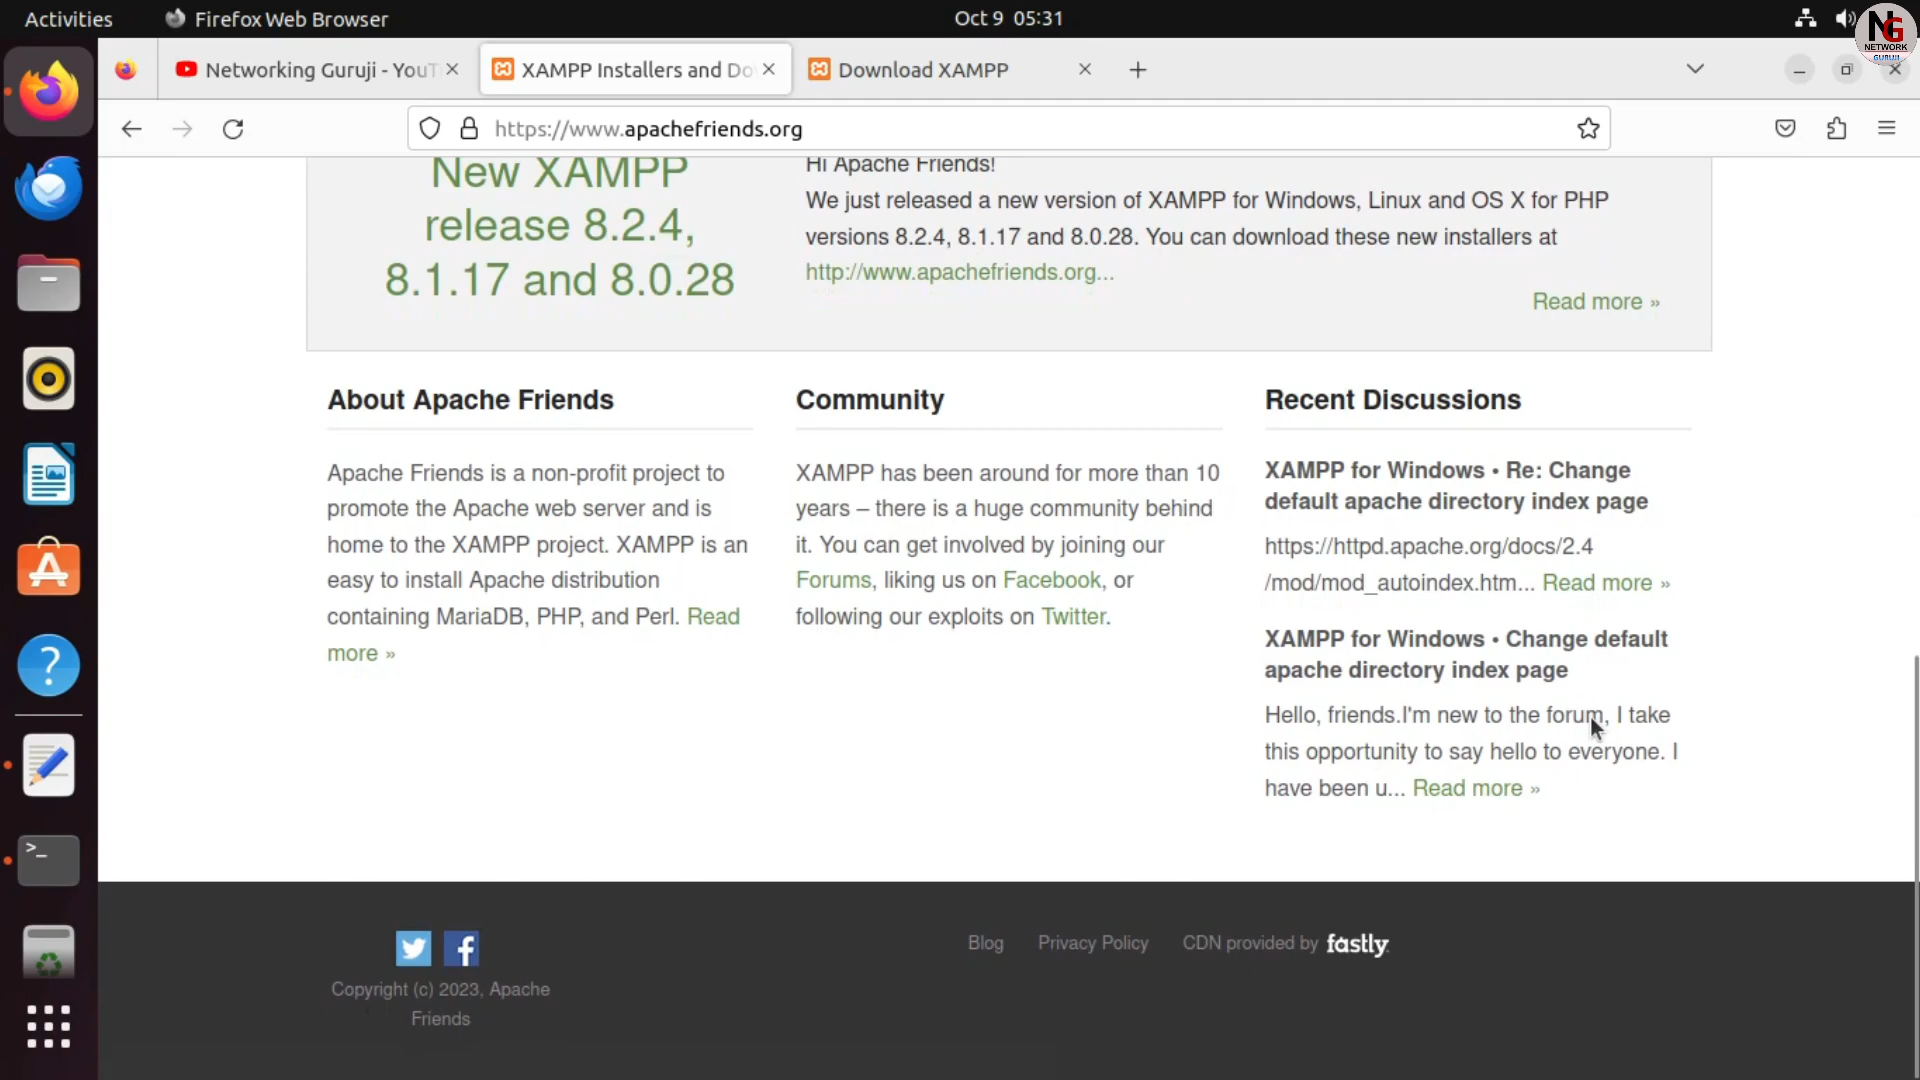 Activities
Firefox Web Browser
Oct 9 05:31
NG
NETWORK
GURUJI
Networking Guruji - YouT
XAMPP Installers and Do
Download XAMPP
https://www.apachefriends.org
New XAMPP
release 8.2.4,
8.1.17 and 8.0.28
Hi Apache Friends!
We just released a new version of XAMPP for Windows, Linux and OS X for PHP
versions 8.2.4, 8.1.17 and 8.0.28. You can download these new installers at
http://www.apachefriends.org...
Read more »
About Apache Friends
Apache Friends is a non-profit project to
promote the Apache web server and is
home to the XAMPP project. XAMPP is an
easy to install Apache distribution
containing MariaDB, PHP, and Perl. Read
more »
Community
XAMPP has been around for more than 10
years – there is a huge community behind
it. You can get involved by joining our
Forums, liking us on Facebook, or
following our exploits on Twitter.
Recent Discussions
XAMPP for Windows • Re: Change
default apache directory index page
https://httpd.apache.org/docs/2.4
/mod/mod_autoindex.htm... Read more »
XAMPP for Windows • Change default
apache directory index page
Hello, friends.I'm new to the forum, I take
this opportunity to say hello to everyone. I
have been u... Read more »
Copyright (c) 2023, Apache
Friends
Blog
Privacy Policy
CDN provided by fastly